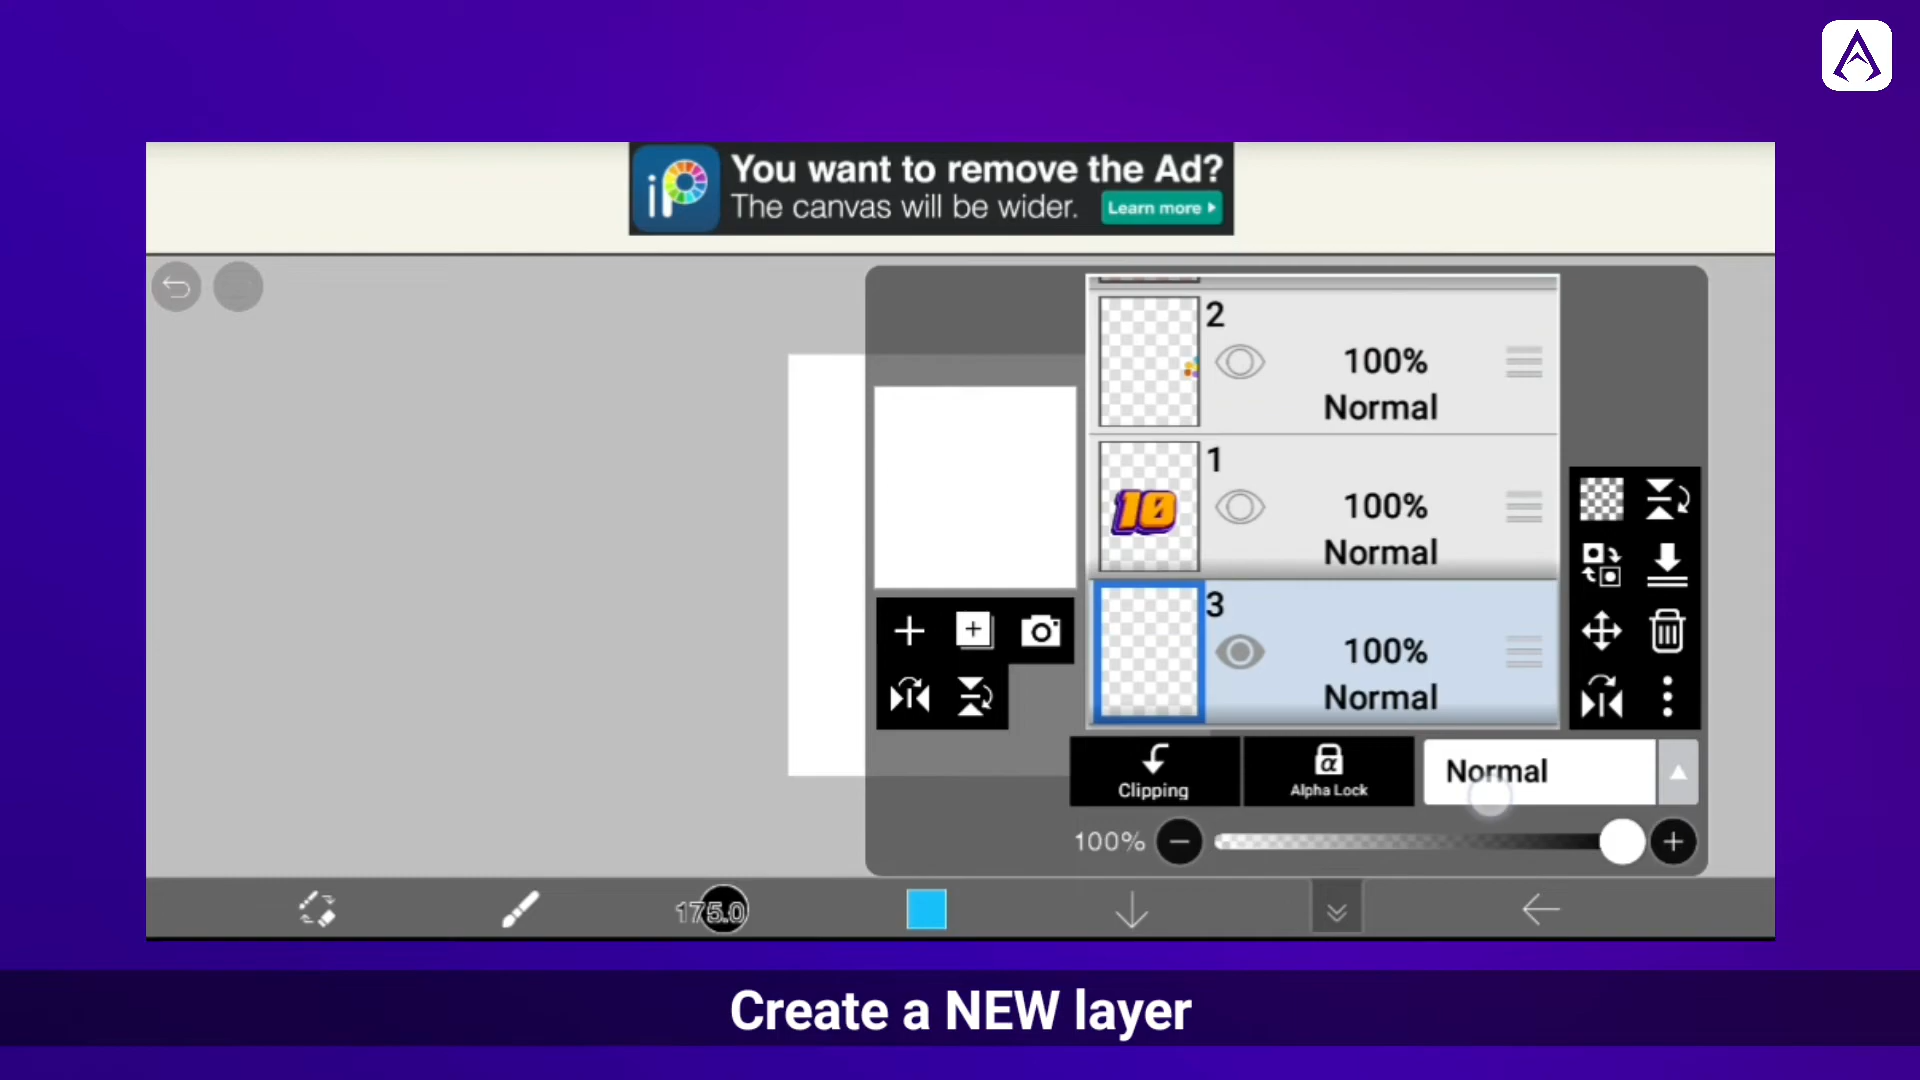 iP
You want to remove the Ad?
The canvas will be wider.
Learn more
2
100%
Normal
1
10
100%
Normal
3
100%
Normal
Clipping
α
Alpha Lock
Normal
100%
175.0
Create a NEW layer